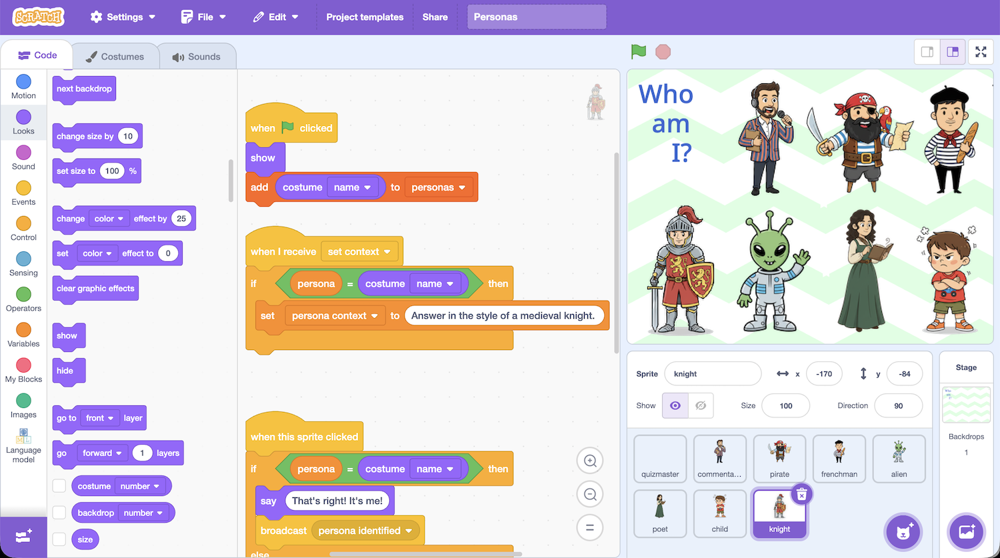 SCRATCH
Settings
File
Edit
Project templates
Share
Personas
Code
Costumes
Sounds
Motion
Looks
Sound
Events
Control
Sensing
Operators
Variables
My Blocks
Images
Language
model
next backdrop
change size by 10
set size to 100 %
change color effect by 25
set color effect to 0
clear graphic effects
show
hide
go to front layer
go forward 1 layers
costume number
backdrop number
size
when clicked
show
add costume name to personas
when I receive set context
if persona = costume name then
set persona context to Answer in the style of a medieval knight.
when this sprite clicked
if persona = costume name then
say That's right! It's me!
broadcast persona identified
else
Who
am
I?
Sprite knight x -170 y -84
Show Size 100 Direction 90
quizmaster
commenta...
pirate
frenchman
alien
poet
child
knight
Stage
Who
am
I?
Backdrops
1